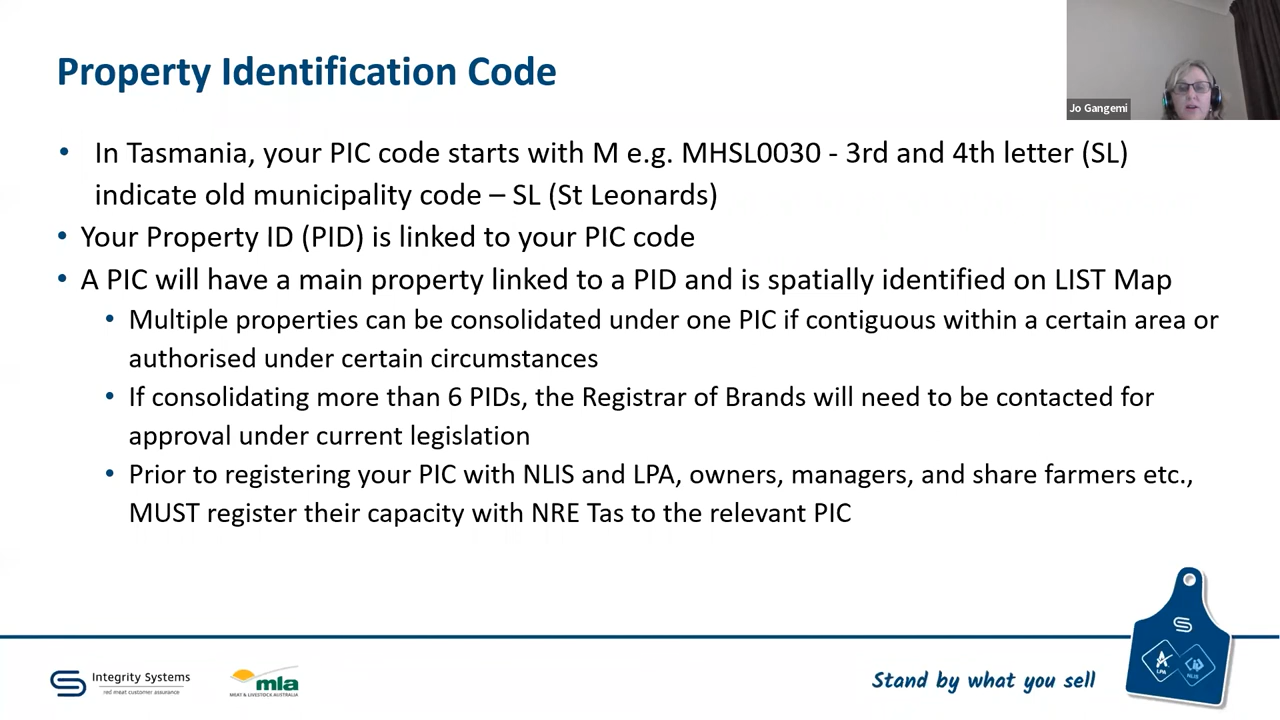 Property Identification Code
Jo Gangemi
• In Tasmania, your PIC code starts with M e.g. MHSL0030 - 3rd and 4th letter (SL)
indicate old municipality code – SL (St Leonards)
• Your Property ID (PID) is linked to your PIC code
• A PIC will have a main property linked to a PID and is spatially identified on LIST Map
• Multiple properties can be consolidated under one PIC if contiguous within a certain area or
authorised under certain circumstances
• If consolidating more than 6 PIDs, the Registrar of Brands will need to be contacted for
approval under current legislation
• Prior to registering your PIC with NLIS and LPA, owners, managers, and share farmers etc.,
MUST register their capacity with NRE Tas to the relevant PIC
Integrity Systems
red meat customer assurance
mla
MEAT & LIVESTOCK AUSTRALIA
Stand by what you sell
LPA
NLIS